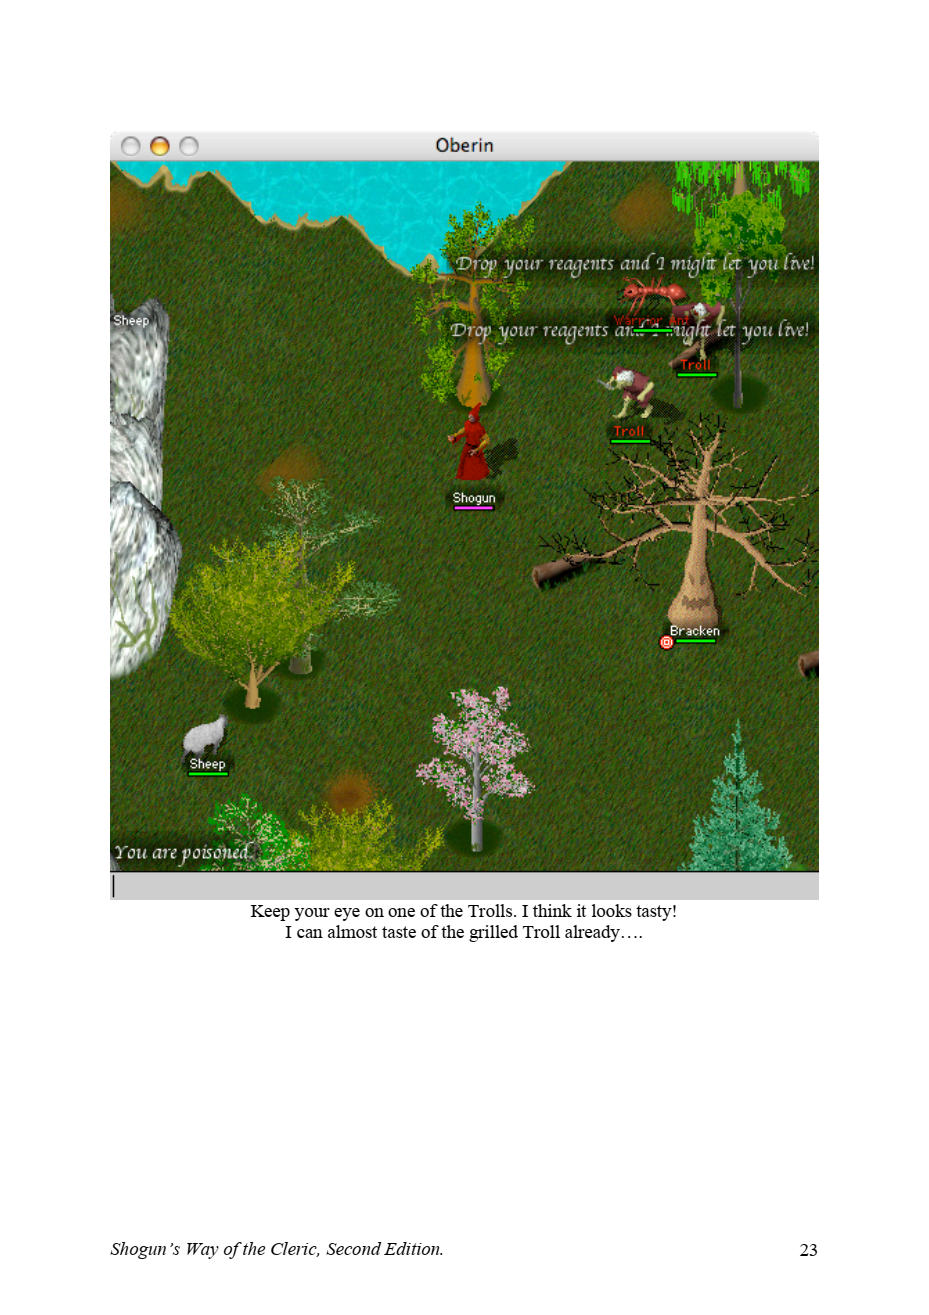 Oberin
Drop your reagents and I might let you live!
Sheep
Warrior Ant
Drop your reagents and I might let you live!
Troll
Troll
Shogun
Bracken
Sheep
You are poisoned.
Keep your eye on one of the Trolls. I think it looks tasty!
I can almost taste of the grilled Troll already….
Shogun’s Way of the Cleric, Second Edition. 23